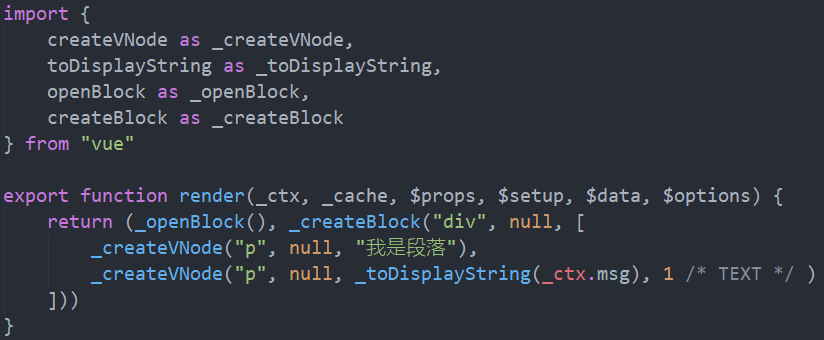 import {
    createVNode as _createVNode,
    toDisplayString as _toDisplayString,
    openBlock as _openBlock,
    createBlock as _createBlock
} from "vue"

export function render(_ctx, _cache, $props, $setup, $data, $options) {
    return (_openBlock(), _createBlock("div", null, [
        _createVNode("p", null, "我是段落"),
        _createVNode("p", null, _toDisplayString(_ctx.msg), 1 /* TEXT */ )
    ]))
}